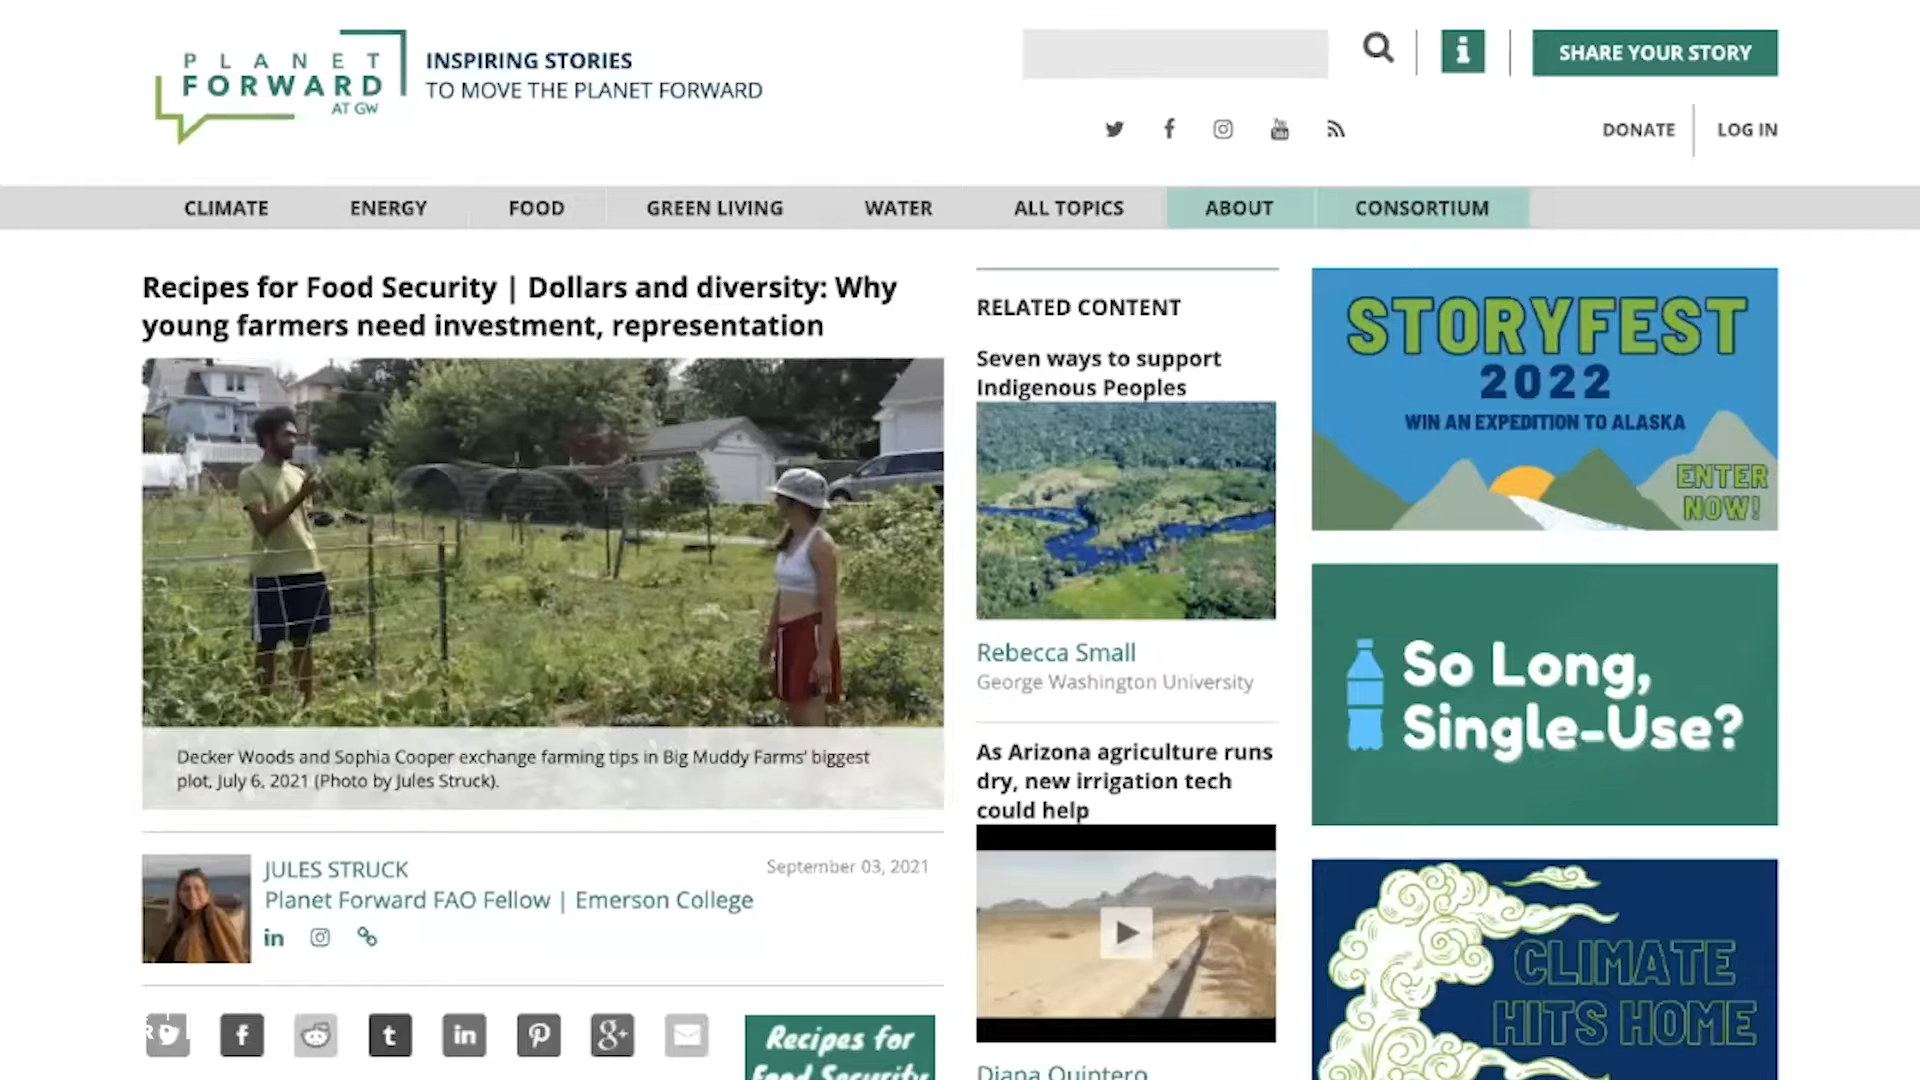 PLANET
FORWARD
AT GW
INSPIRING STORIES
TO MOVE THE PLANET FORWARD
SHARE YOUR STORY
DONATE
LOG IN
CLIMATE
ENERGY
FOOD
GREEN LIVING
WATER
ALL TOPICS
ABOUT
CONSORTIUM
Recipes for Food Security | Dollars and diversity: Why
young farmers need investment, representation
Decker Woods and Sophia Cooper exchange farming tips in Big Muddy Farms' biggest
plot, July 6, 2021 (Photo by Jules Struck).
JULES STRUCK
September 03, 2021
Planet Forward FAO Fellow | Emerson College
Recipes for
Food Security
RELATED CONTENT
Seven ways to support
Indigenous Peoples
Rebecca Small
George Washington University
As Arizona agriculture runs
dry, new irrigation tech
could help
Diana Quintero
STORYFEST
2022
WIN AN EXPEDITION TO ALASKA
ENTER
NOW!
So Long,
Single-Use?
CLIMATE
HITS HOME